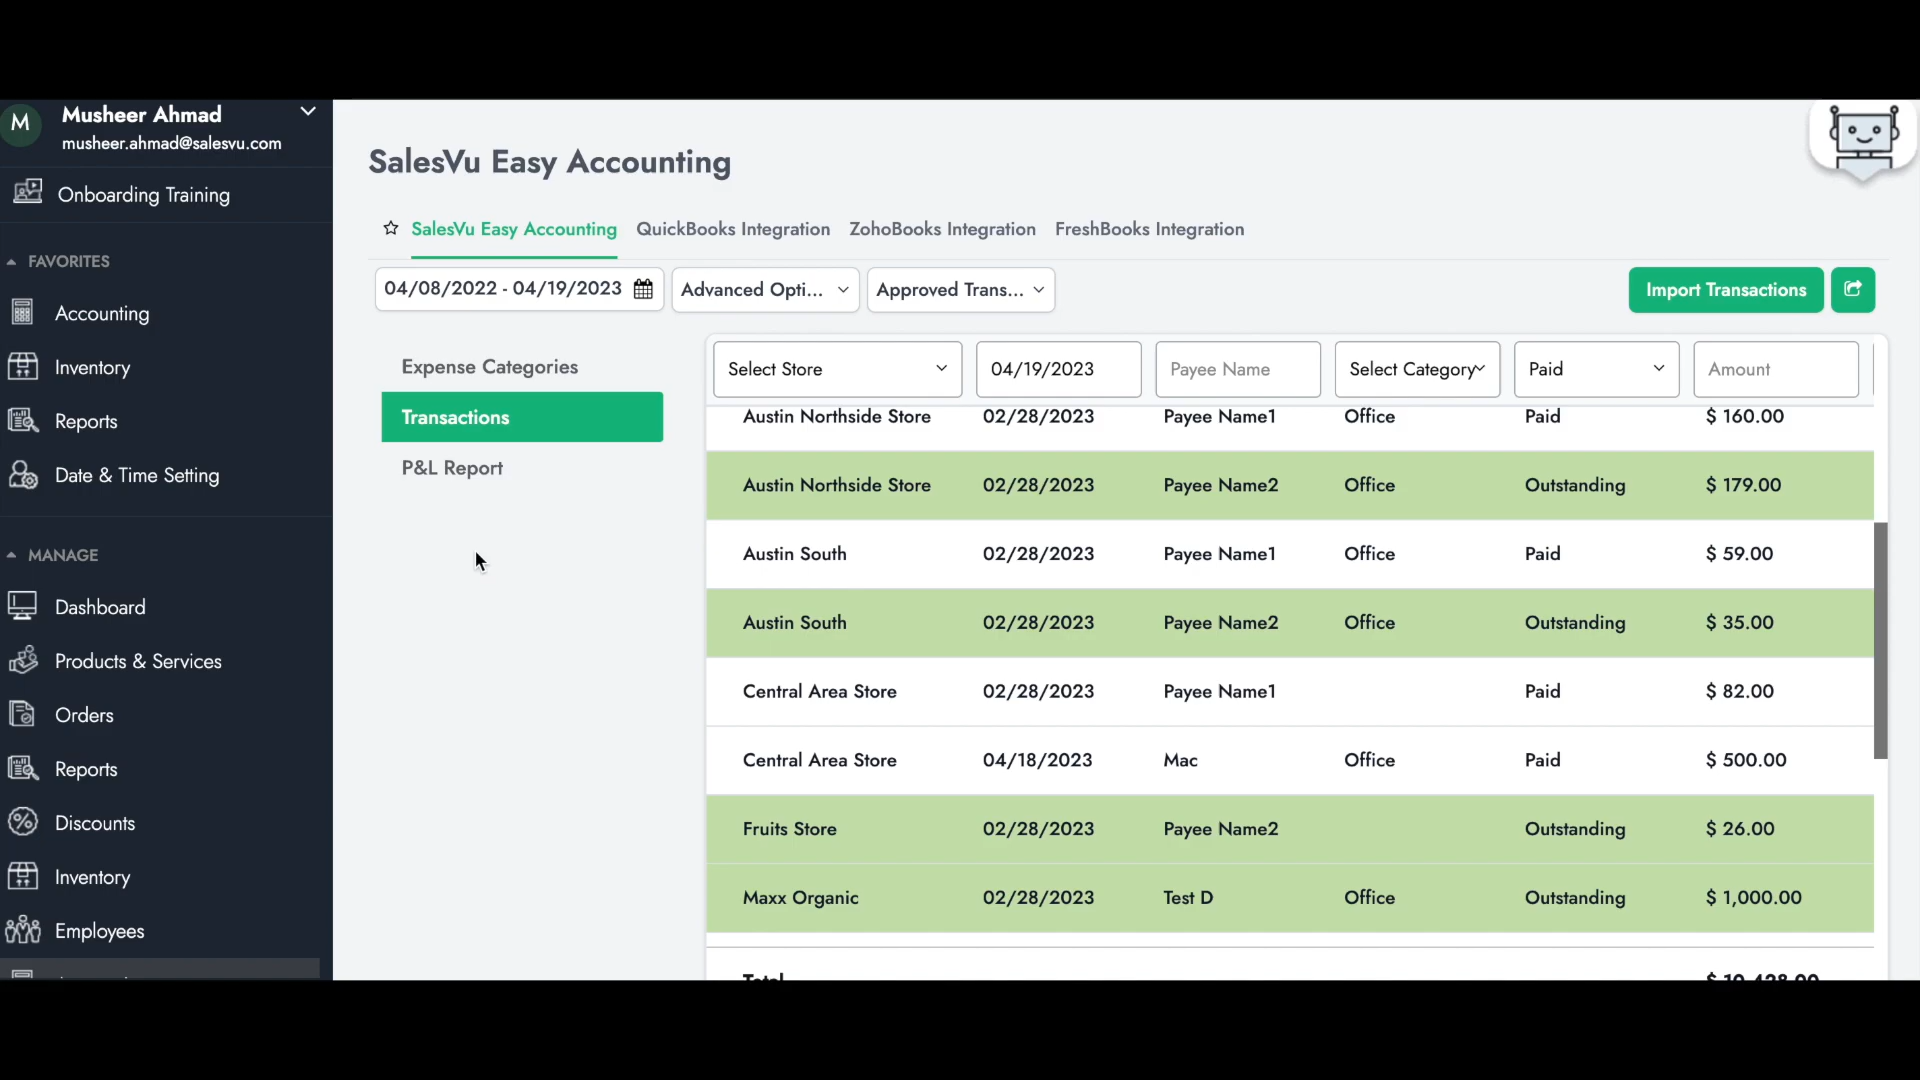 M
Musheer Ahmad
musheer.ahmad@salesvu.com
Onboarding Training
FAVORITES
Accounting
Inventory
Reports
Date & Time Setting
MANAGE
Dashboard
Products & Services
Orders
Reports
Discounts
Inventory
Employees
SalesVu Easy Accounting
SalesVu Easy Accounting QuickBooks Integration ZohoBooks Integration FreshBooks Integration
04/08/2022 - 04/19/2023 Advanced Opti... Approved Trans... Import Transactions
Expense Categories
Transactions
P&L Report
Select Store 04/19/2023 Payee Name Select Category Paid Amount
Austin Northside Store 02/28/2023 Payee Name1 Office Paid $ 160.00
Austin Northside Store 02/28/2023 Payee Name2 Office Outstanding $ 179.00
Austin South 02/28/2023 Payee Name1 Office Paid $ 59.00
Austin South 02/28/2023 Payee Name2 Office Outstanding $ 35.00
Central Area Store 02/28/2023 Payee Name1 Paid $ 82.00
Central Area Store 04/18/2023 Mac Office Paid $ 500.00
Fruits Store 02/28/2023 Payee Name2 Outstanding $ 26.00
Maxx Organic 02/28/2023 Test D Office Outstanding $ 1,000.00
Total